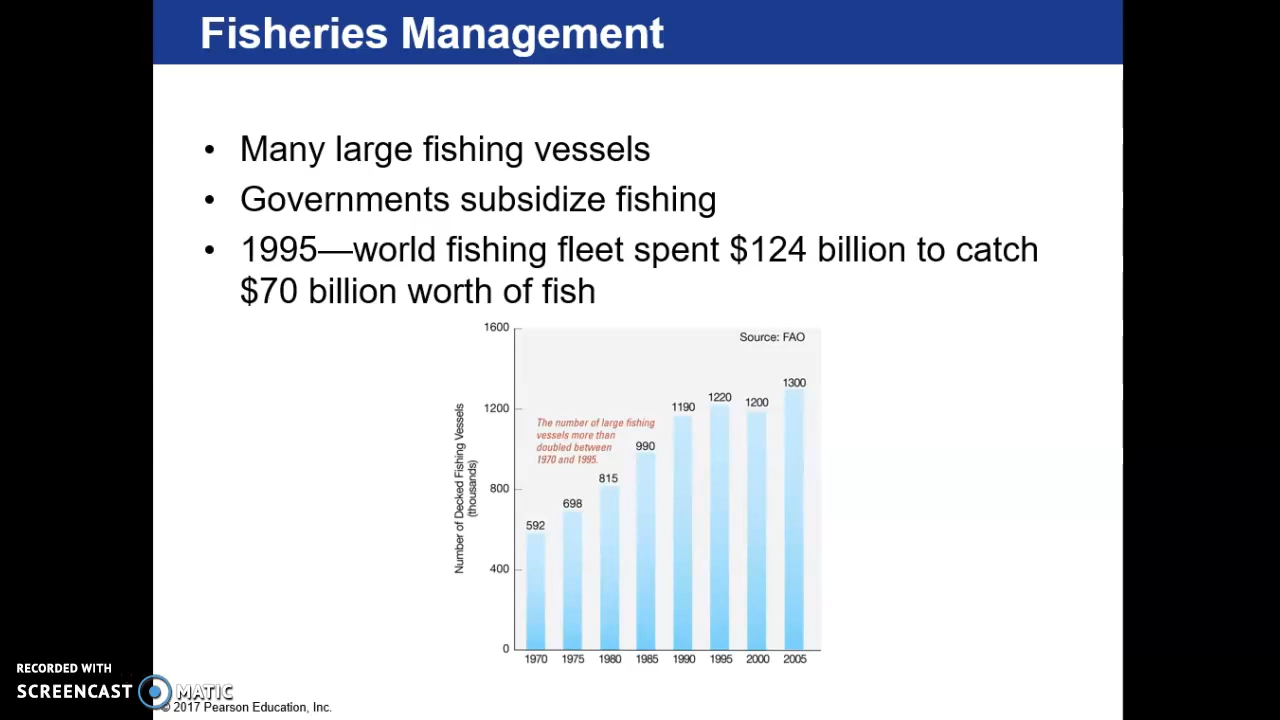 Fisheries Management
• Many large fishing vessels
• Governments subsidize fishing
• 1995—world fishing fleet spent $124 billion to catch
$70 billion worth of fish
1600
Source: FAO
1300
1220
1200
1190
1200
Number of Decked Fishing Vessels
(thousands)
The number of large fishing
vessels more than
doubled between
1970 and 1995.
990
815
800
698
592
400
0
1970 1975 1980 1985 1990 1995 2000 2005
RECORDED WITH
SCREENCAST MATIC
© 2017 Pearson Education, Inc.